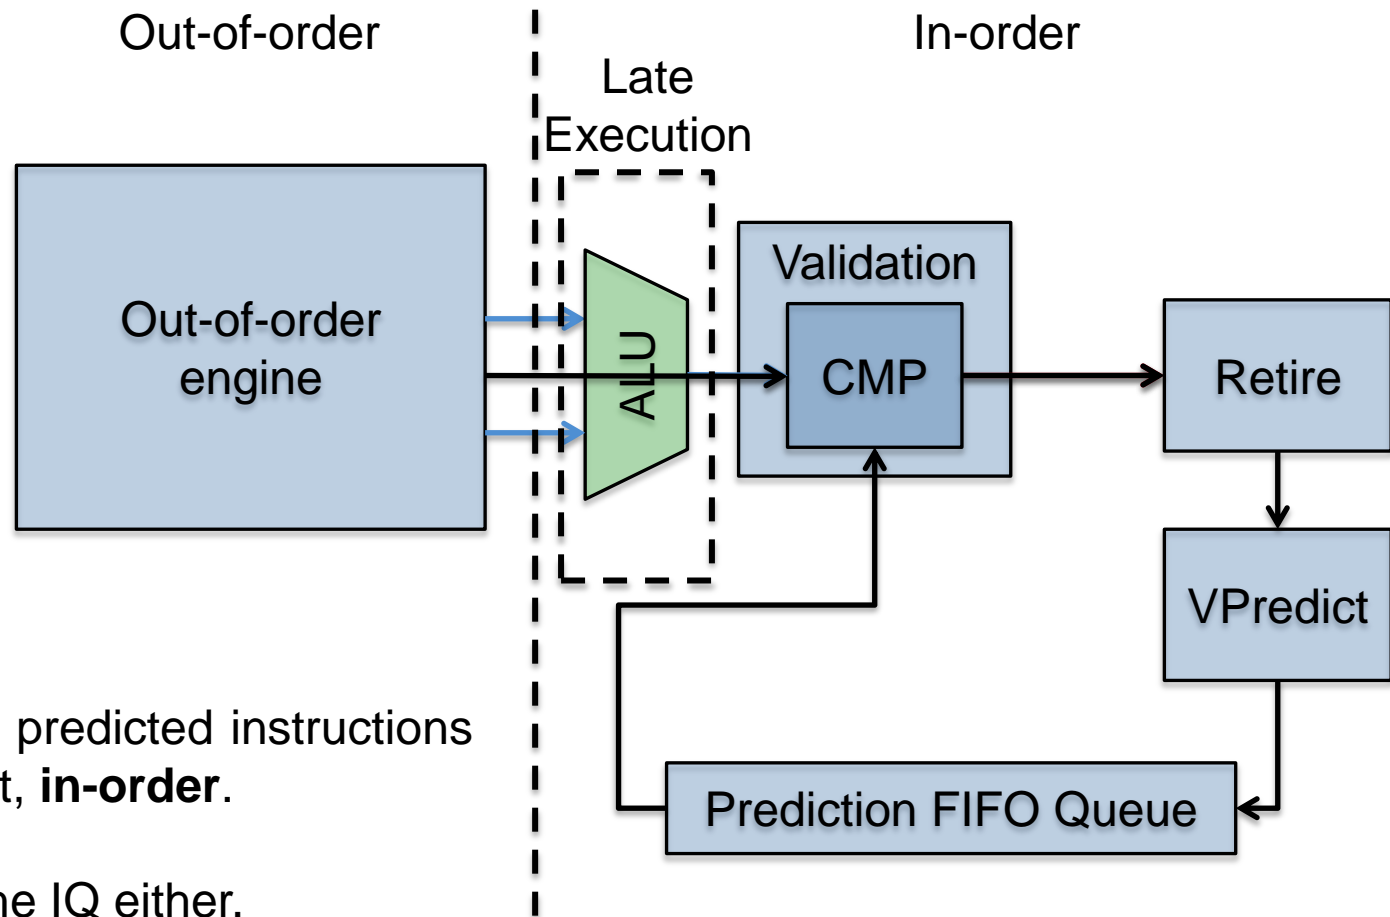 Out-of-order
In-order
Late
Execution
Out-of-order
engine
ALU
Validation
CMP
Retire
VPredict
Prediction FIFO Queue
predicted instructions
t, in-order.
ne IQ either.